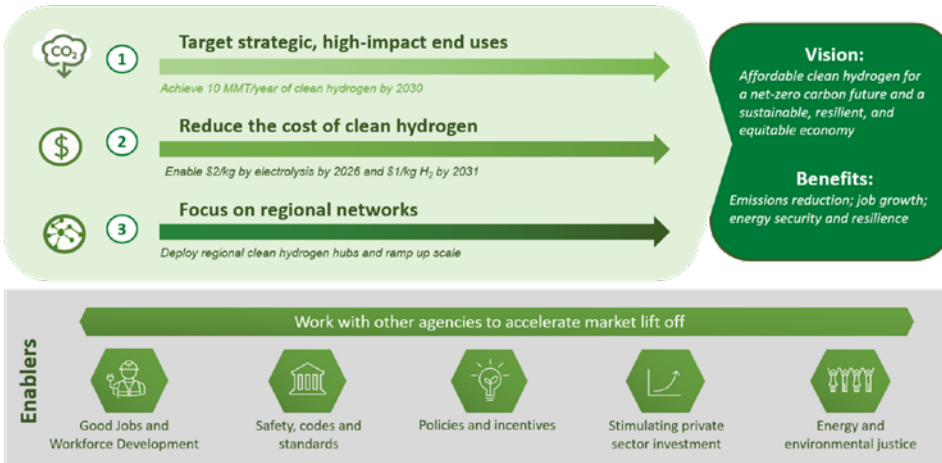 CO₂
1
Target strategic, high-impact end uses
Achieve 10 MMT/year of clean hydrogen by 2030
$
2
Reduce the cost of clean hydrogen
Enable $2/kg by electrolysis by 2026 and $1/kg H₂ by 2031
3
Focus on regional networks
Deploy regional clean hydrogen hubs and ramp up scale
Vision:
Affordable clean hydrogen for
a net-zero carbon future and a
sustainable, resilient, and
equitable economy
Benefits:
Emissions reduction; job growth;
energy security and resilience
Enablers
Work with other agencies to accelerate market lift off
Good Jobs and
Workforce Development
Safety, codes and
standards
Policies and incentives
Stimulating private
sector investment
Energy and
environmental justice